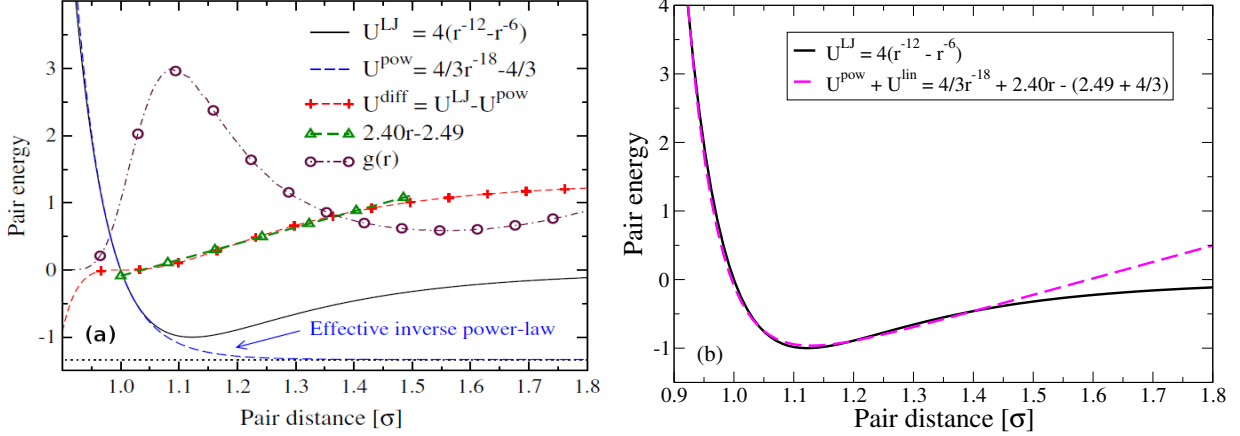 U^LJ = 4(r^-12-r^-6)
U^pow = 4/3r^-18-4/3
U^diff = U^LJ-U^pow
2.40r-2.49
g(r)
Pair energy
4
3
2
1
0
-1
(a)
Effective inverse power-law
1.0 1.1 1.2 1.3 1.4 1.5 1.6 1.7 1.8
Pair distance [σ]
U^LJ = 4(r^-12 - r^-6)
U^pow + U^lin = 4/3r^-18 + 2.40r - (2.49 + 4/3)
Pair energy
4
3
2
1
0
-1
(b)
0.9 1.0 1.1 1.2 1.3 1.4 1.5 1.6 1.7 1.8
Pair distance [σ]